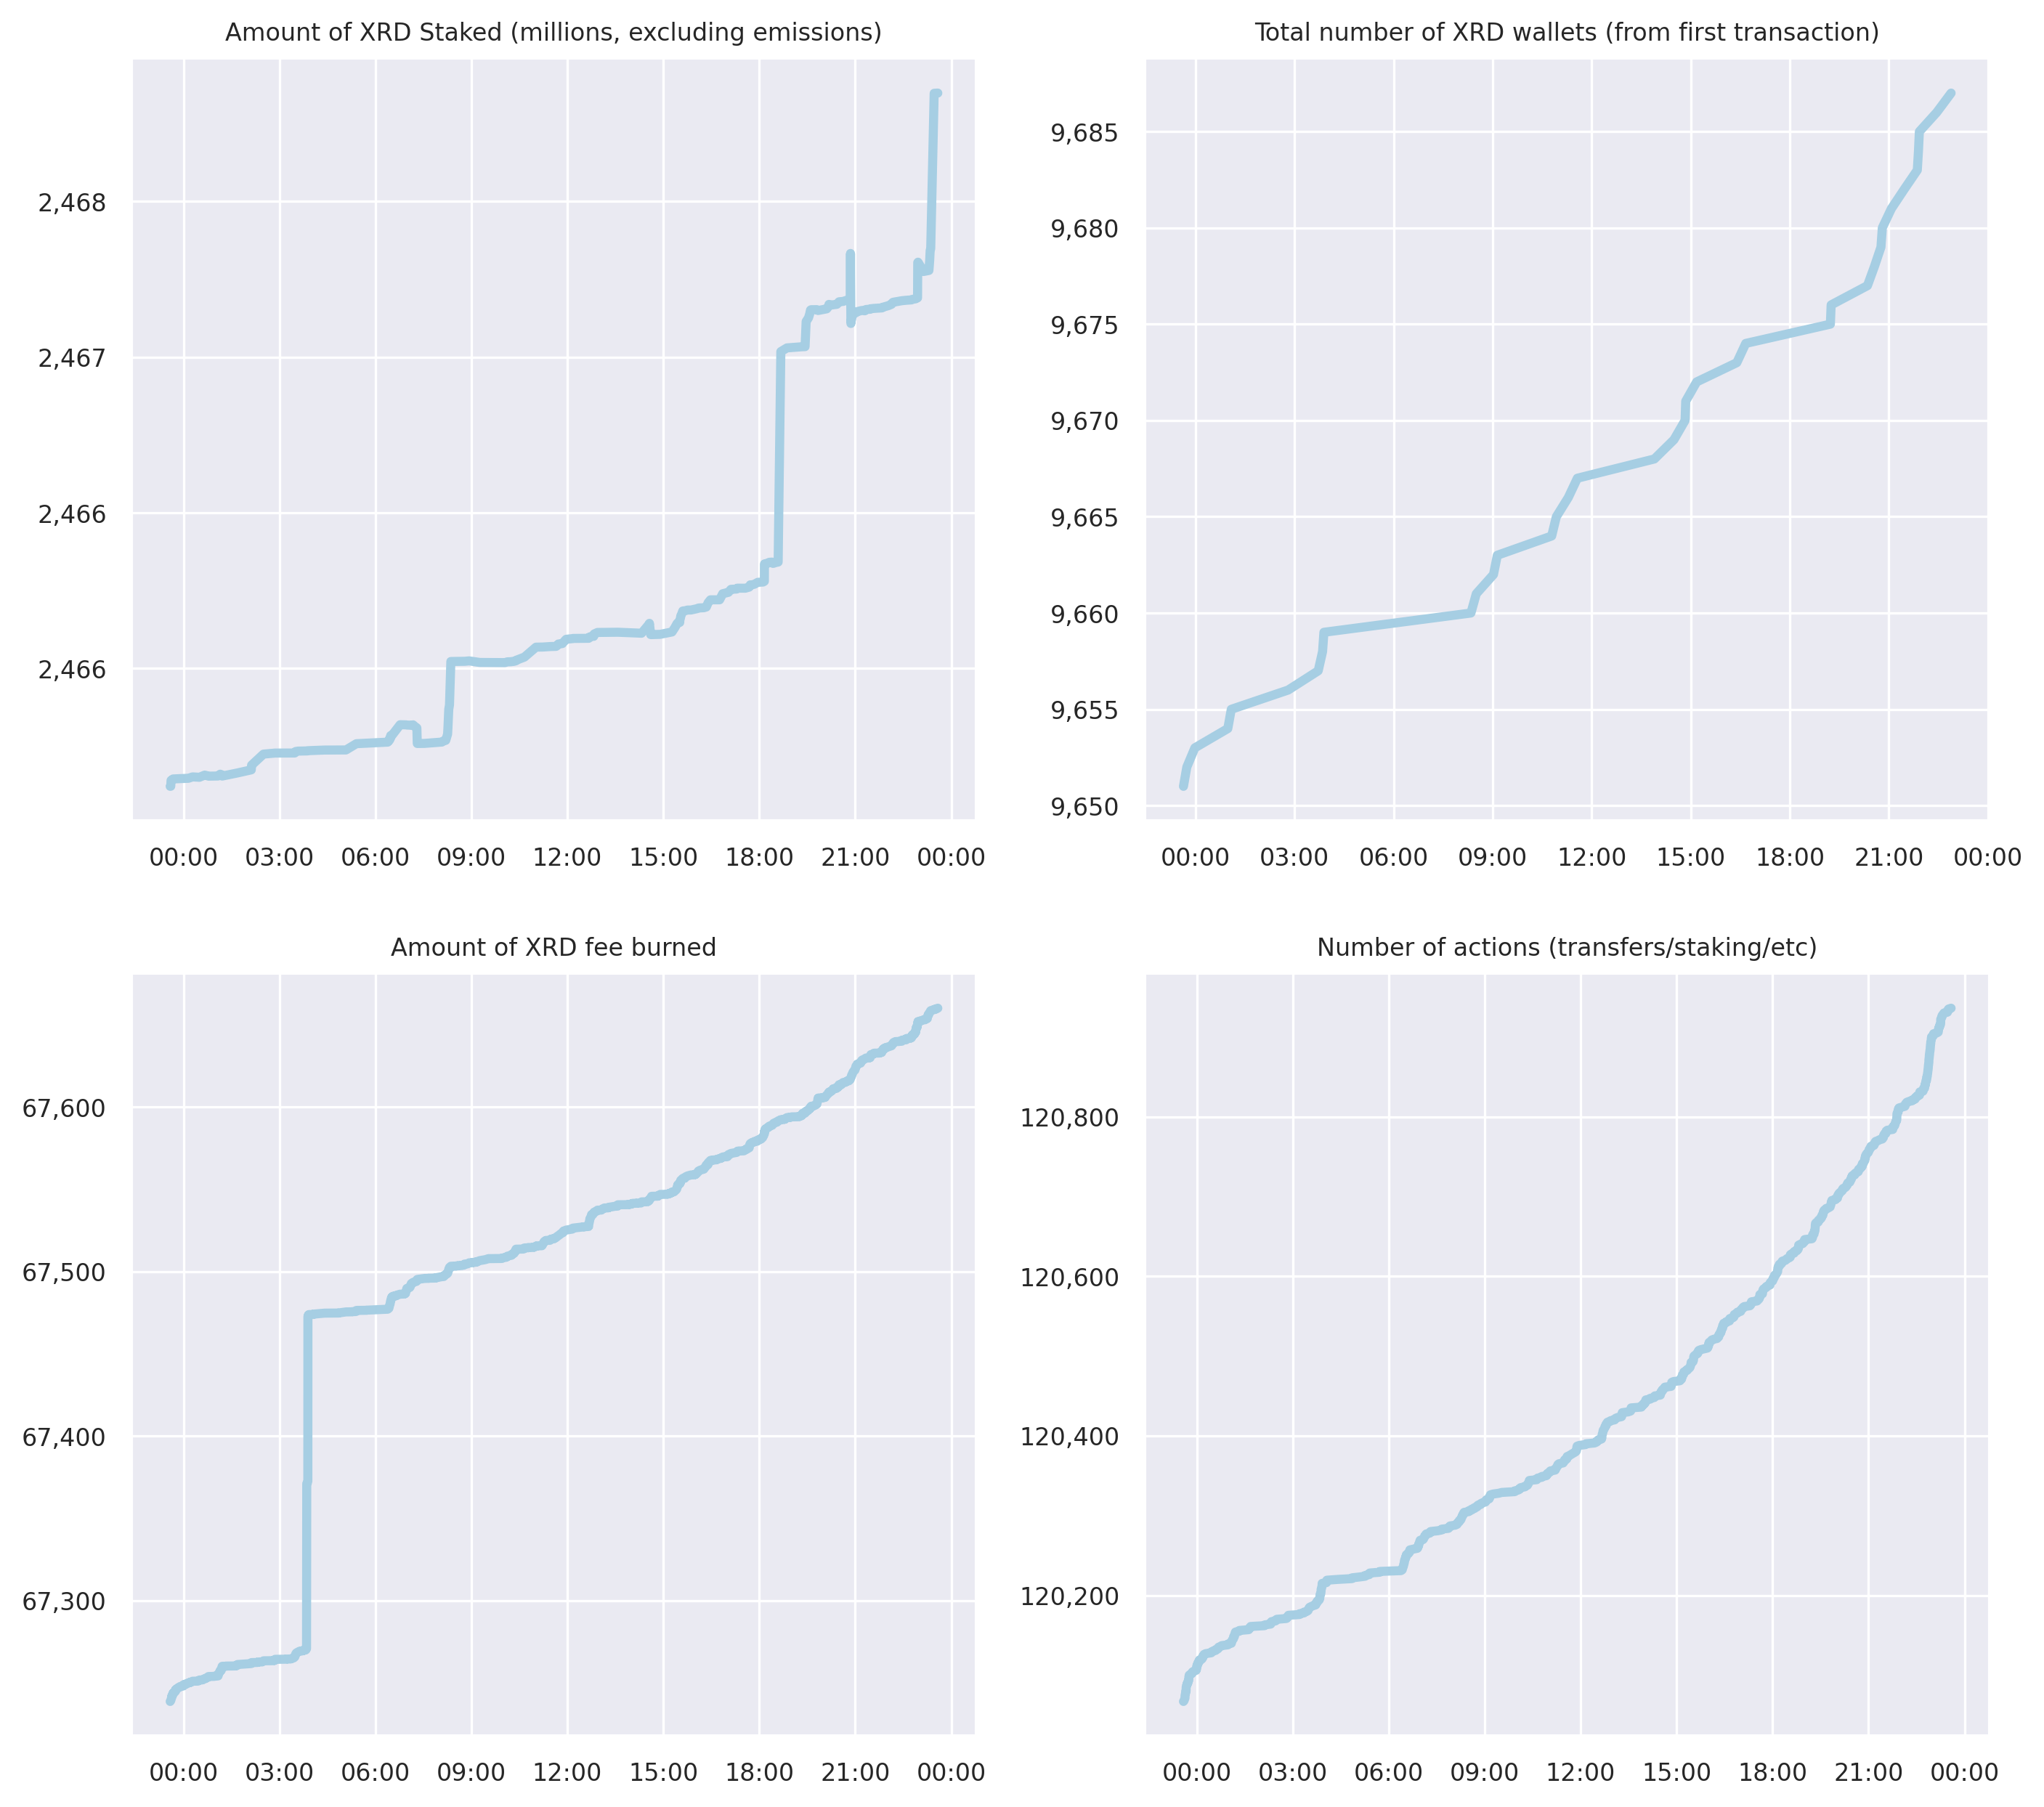 Amount of XRD Staked (millions, excluding emissions)
2,468
2,467
2,466
2,466
00:00 03:00 06:00 09:00 12:00 15:00 18:00 21:00 00:00
Total number of XRD wallets (from first transaction)
9,685
9,680
9,675
9,670
9,665
9,660
9,655
9,650
00:00 03:00 06:00 09:00 12:00 15:00 18:00 21:00 00:00
Amount of XRD fee burned
67,600
67,500
67,400
67,300
00:00 03:00 06:00 09:00 12:00 15:00 18:00 21:00 00:00
Number of actions (transfers/staking/etc)
120,800
120,600
120,400
120,200
00:00 03:00 06:00 09:00 12:00 15:00 18:00 21:00 00:00